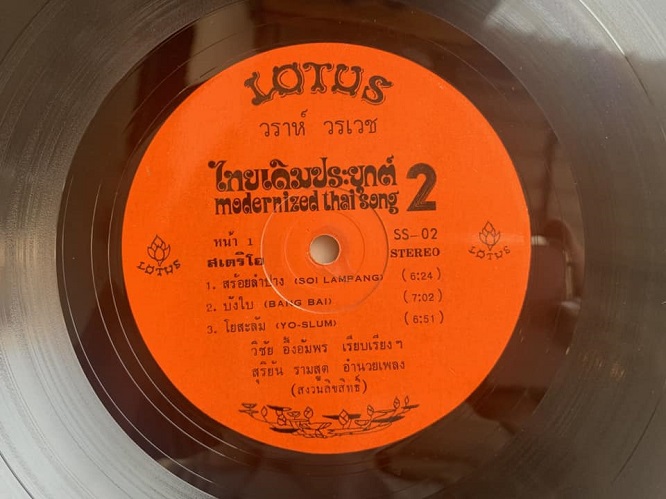 LOTUS
วราห์ วรเวช
ไทยเดิมประยุกต์ 2
modernized thai song
หน้า 1 SS-02
สเตริโอ STEREO
LOTUS LOTUS
1. สร้อยลำปาง (SOI LAMPANG) (6:24)
2. บังใบ (BANG BAI) (7:02)
3. โยสะลัม (YO-SLUM) (6:51)
วิชัย อึ้งอัมพร เรียบเรียงฯ
สุริยัน รามสูต อำนวยเพลง
(สงวนลิขสิทธิ์)